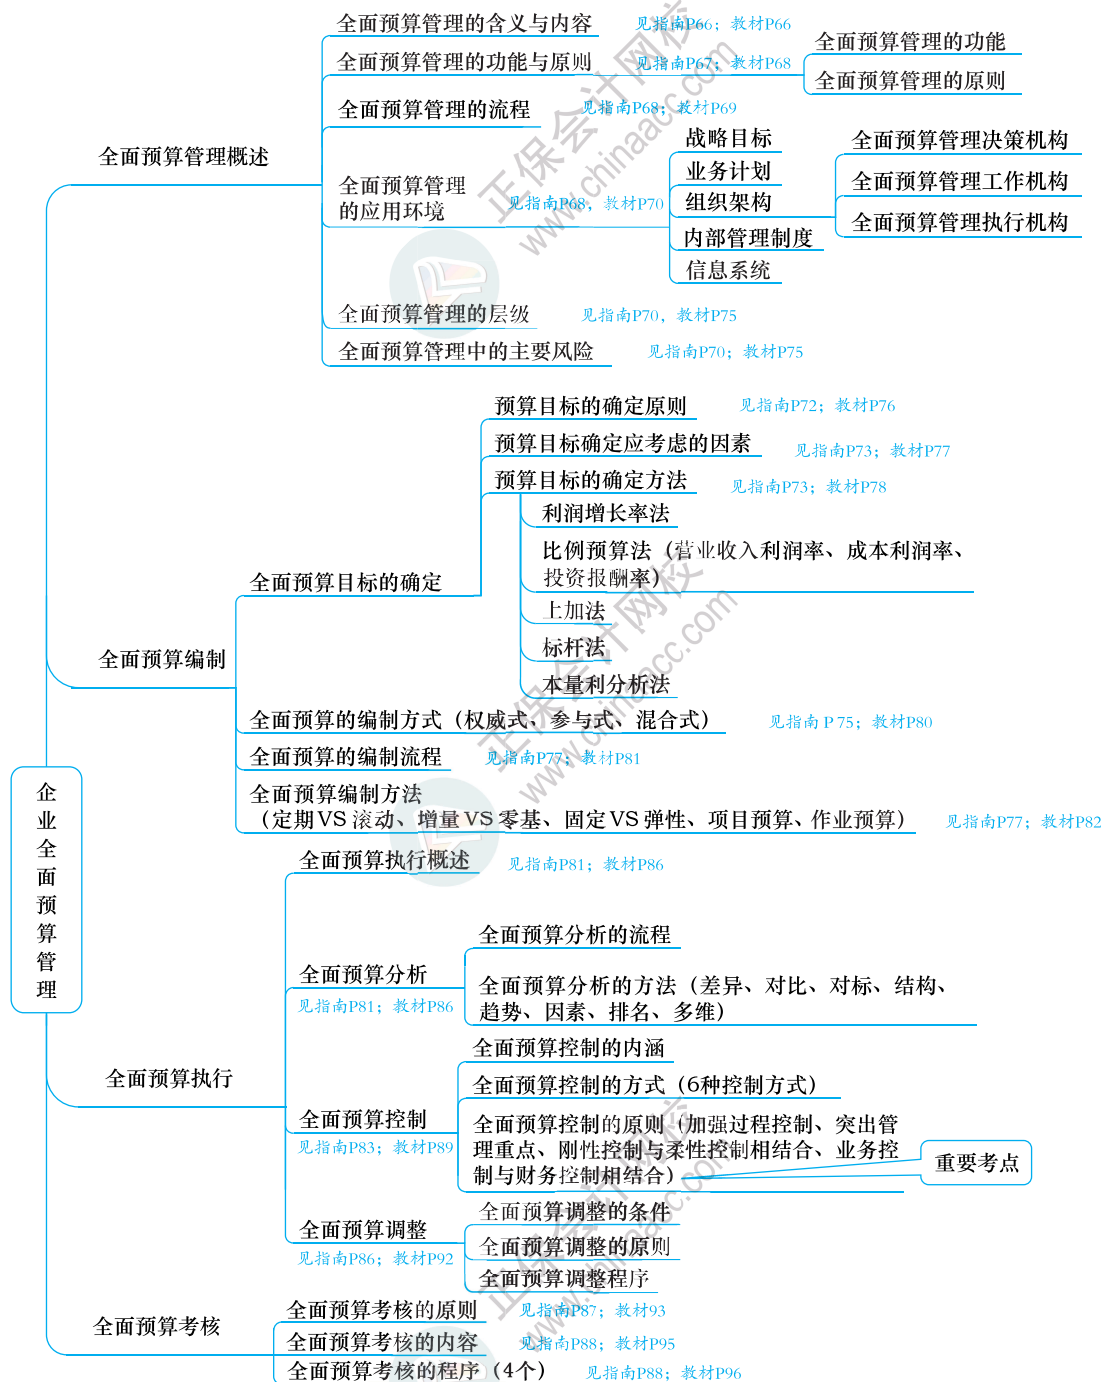 全面预算管理的含义与内容 见指南P66；教材P66
全面预算管理的功能与原则 见指南P67；教材P68
全面预算管理的功能
全面预算管理的原则
全面预算管理的流程 见指南P68；教材P69
全面预算管理概述
全面预算管理
的应用环境 见指南P68，教材P70
战略目标
业务计划
组织架构
内部管理制度
信息系统
全面预算管理决策机构
全面预算管理工作机构
全面预算管理执行机构
全面预算管理的层级 见指南P70，教材P75
全面预算管理中的主要风险 见指南P70；教材P75
预算目标的确定原则 见指南P72；教材P76
预算目标确定应考虑的因素 见指南P73；教材P77
预算目标的确定方法 见指南P73；教材P78
利润增长率法
比例预算法（营业收入利润率、成本利润率、
投资报酬率）
上加法
标杆法
本量利分析法
全面预算目标的确定
全面预算编制
全面预算的编制方式（权威式、参与式、混合式） 见指南P75；教材P80
全面预算的编制流程 见指南P77；教材P81
全面预算编制方法
（定期VS滚动、增量VS零基、固定VS弹性、项目预算、作业预算） 见指南P77；教材P82
企业全面预算管理
全面预算执行概述 见指南P81；教材P86
全面预算分析的流程
全面预算分析
见指南P81；教材P86
全面预算分析的方法（差异、对比、对标、结构、
趋势、因素、排名、多维）
全面预算执行
全面预算控制的内涵
全面预算控制的方式（6种控制方式）
全面预算控制
见指南P83；教材P89
全面预算控制的原则（加强过程控制、突出管
理重点、刚性控制与柔性控制相结合、业务控
制与财务控制相结合）
重要考点
全面预算调整
见指南P86；教材P92
全面预算调整的条件
全面预算调整的原则
全面预算调整程序
全面预算考核
全面预算考核的原则 见指南P87；教材93
全面预算考核的内容 见指南P88；教材P95
全面预算考核的程序（4个） 见指南P88；教材P96
正保会计网校
www.chinaacc.com
正保会计网校
www.chinaacc.com
正保会计网校
www.chinaacc.com